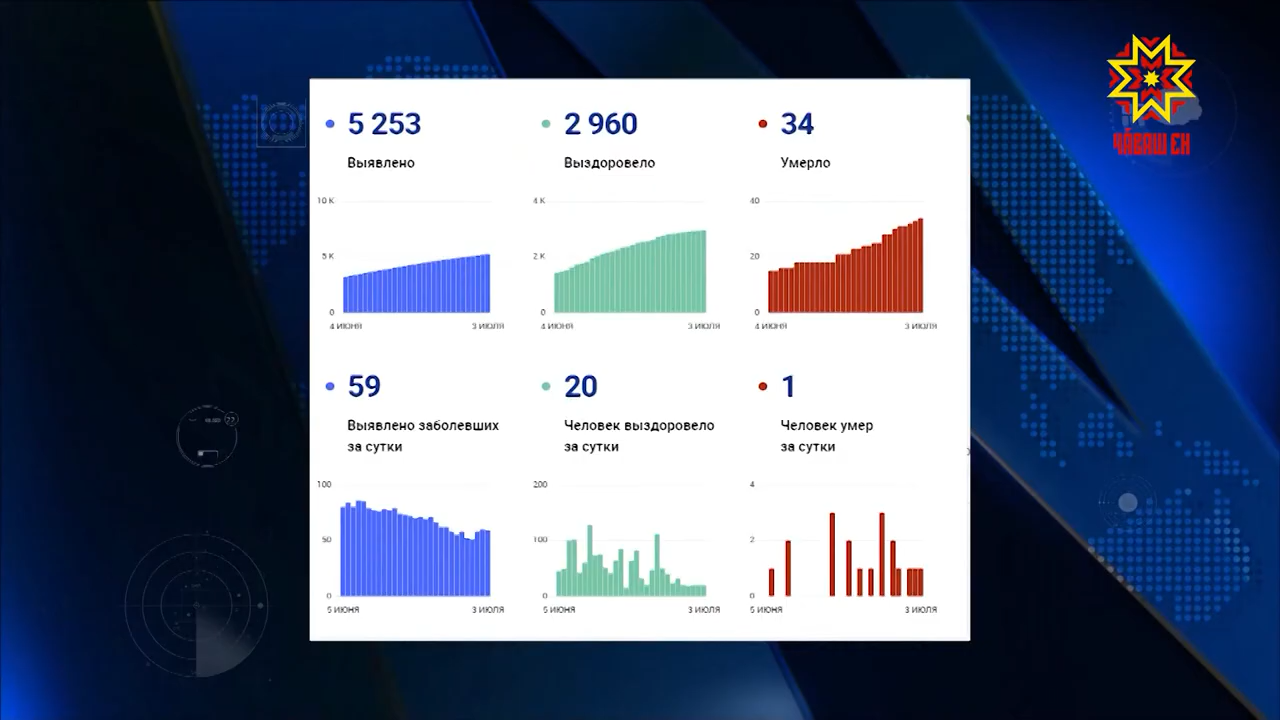 5 253
2 960
34
Выявлено
Выздоровело
Умерло
10 K
4 K
40
5 K
2 K
20
0
0
0
4 ИЮНЯ
3 ИЮЛЯ
4 ИЮНЯ
3 ИЮЛЯ
4 ИЮНЯ
3 ИЮЛЯ
59
20
1
Выявлено заболевших
за сутки
Человек выздоровело
за сутки
Человек умер
за сутки
100
200
4
50
100
2
0
0
0
5 ИЮНЯ
3 ИЮЛЯ
5 ИЮНЯ
3 ИЮЛЯ
5 ИЮНЯ
3 ИЮЛЯ
ЧӐВАШ ЕН